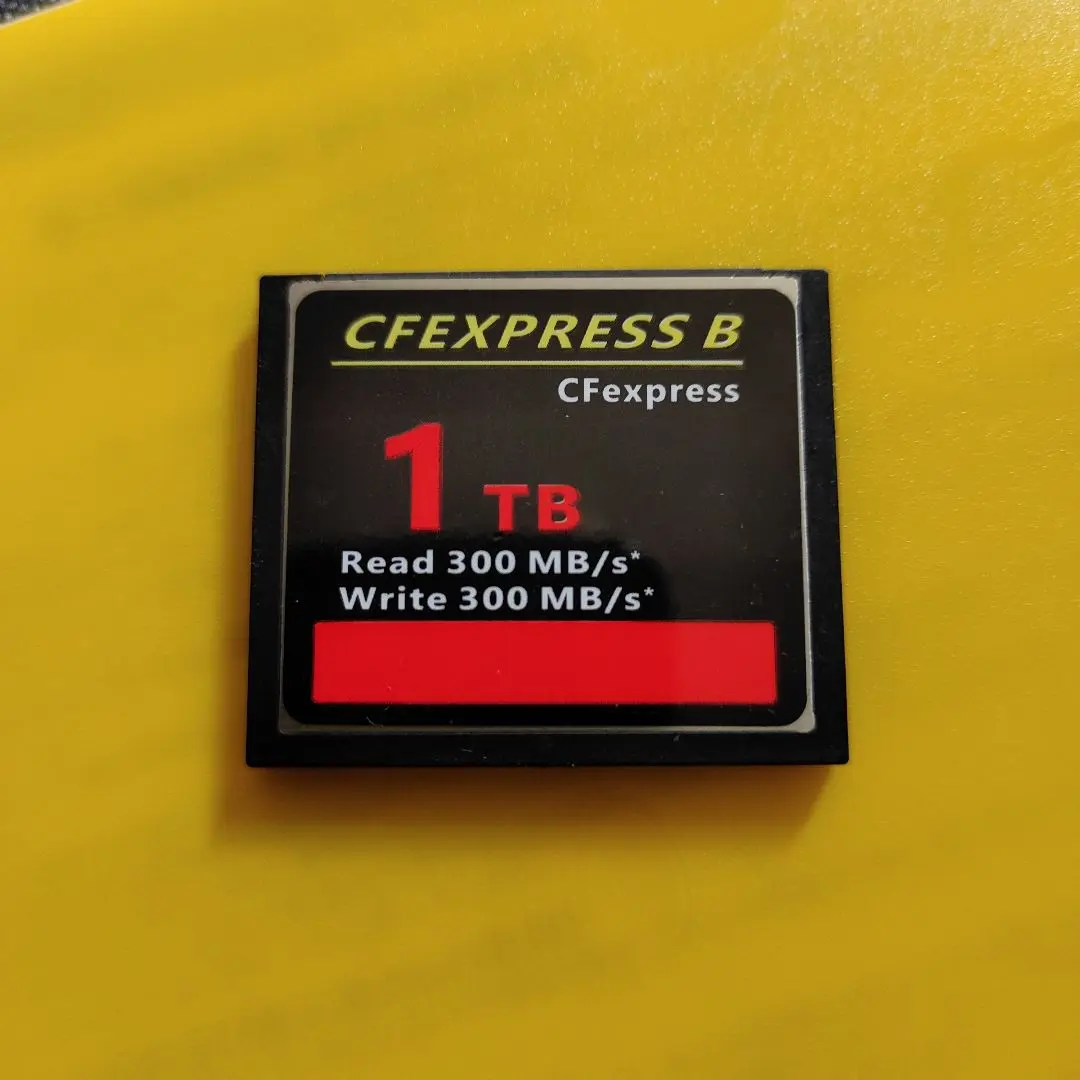 CFEXPRESS B
CFexpress
1 TB
Read 300 MB/s*
Write 300 MB/s*